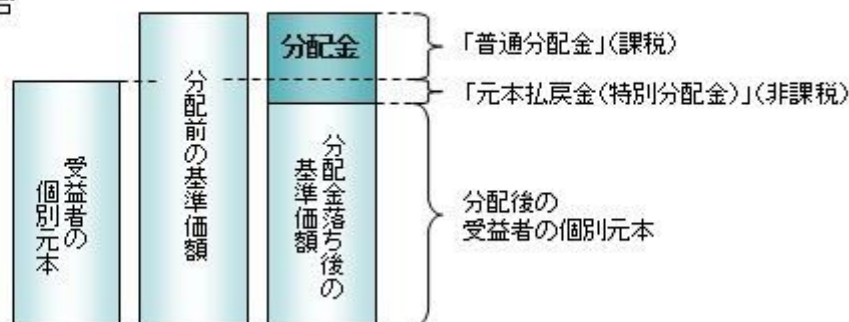 分配金
「普通分配金」(課税)
「元本払戻金(特別分配金)」(非課税)
受益者の
個別元本
分配前の基準価額
分配金落ち後の
基準価額
分配後の
受益者の個別元本